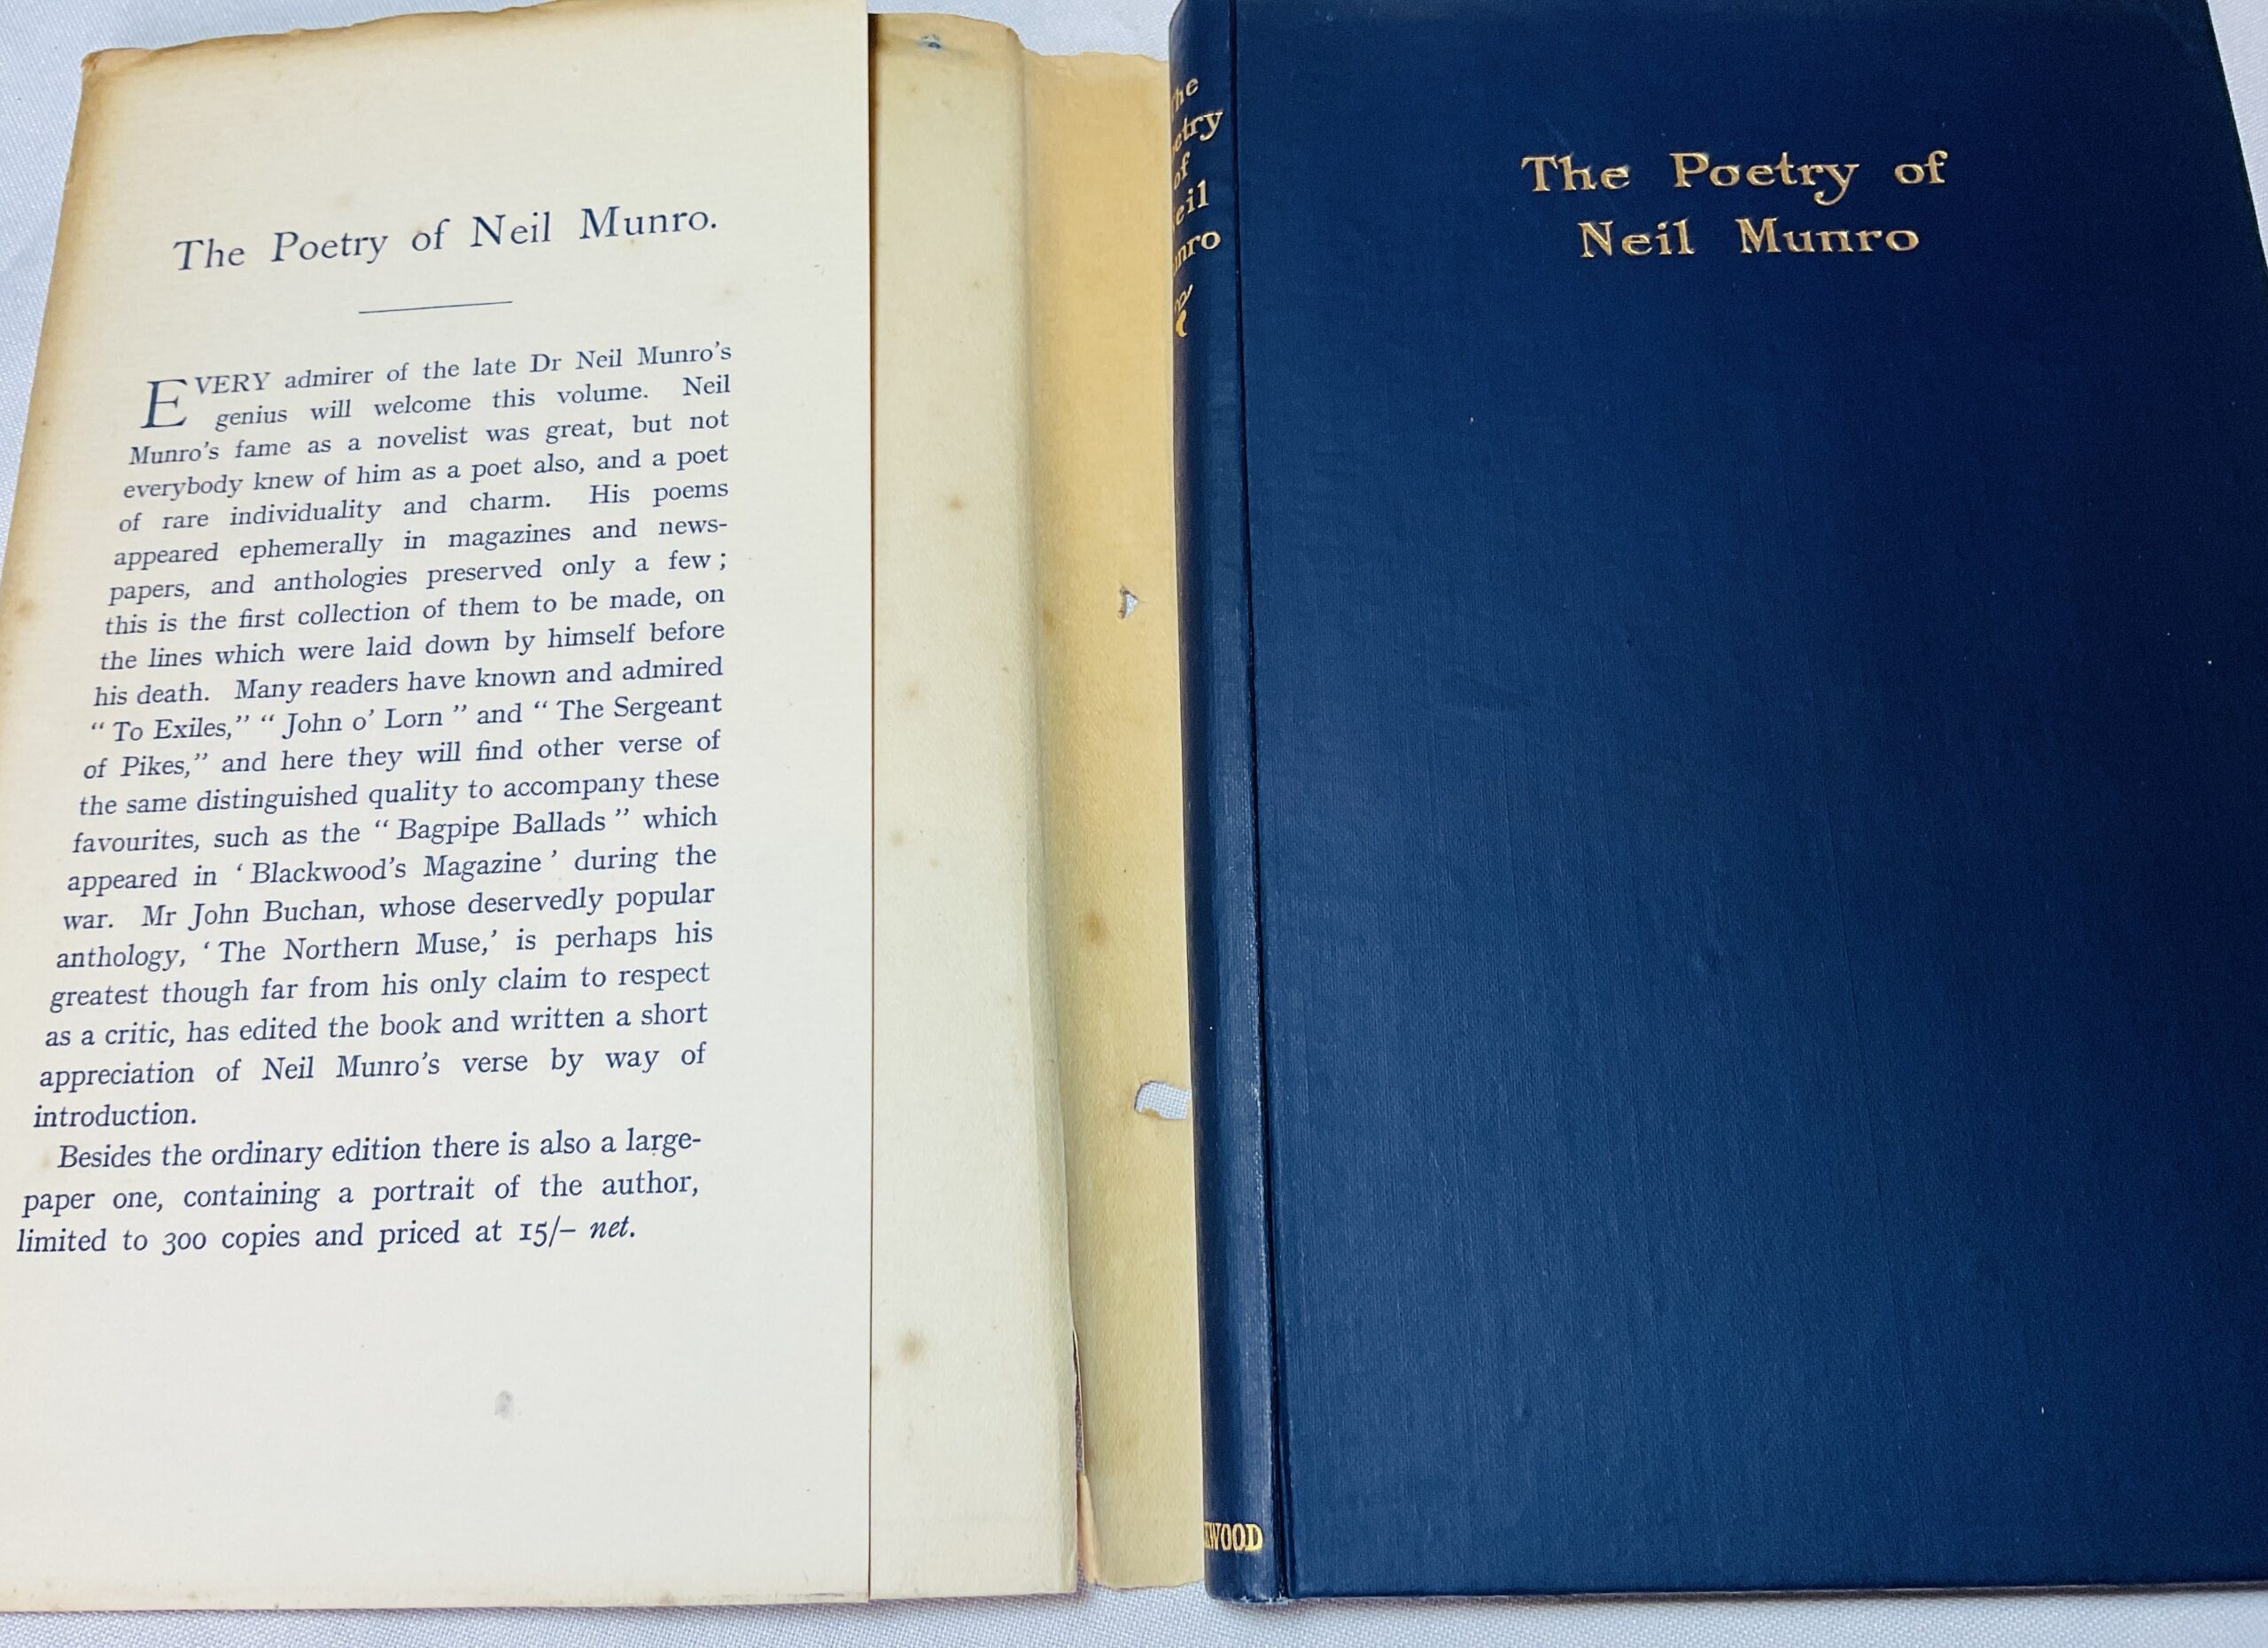 The Poetry of Neil Munro.
EVERY admirer of the late Dr Neil Munro's
genius will welcome this volume. Neil
Munro's fame as a novelist was great, but not
everybody knew of him as a poet also, and a poet
of rare individuality and charm. His poems
appeared ephemerally in magazines and news-
papers, and anthologies preserved only a few ;
this is the first collection of them to be made, on
the lines which were laid down by himself before
his death. Many readers have known and admired
“ To Exiles,” “ John o' Lorn ” and “ The Sergeant
of Pikes,” and here they will find other verse of
the same distinguished quality to accompany these
favourites, such as the “ Bagpipe Ballads ” which
appeared in ‘ Blackwood's Magazine ’ during the
war. Mr John Buchan, whose deservedly popular
anthology, ‘ The Northern Muse,’ is perhaps his
greatest though far from his only claim to respect
as a critic, has edited the book and written a short
appreciation of Neil Munro's verse by way of
introduction.
Besides the ordinary edition there is also a large-
paper one, containing a portrait of the author,
limited to 300 copies and priced at 15/– net.
he
etry
of
eil
nro
WOOD
The Poetry of
Neil Munro